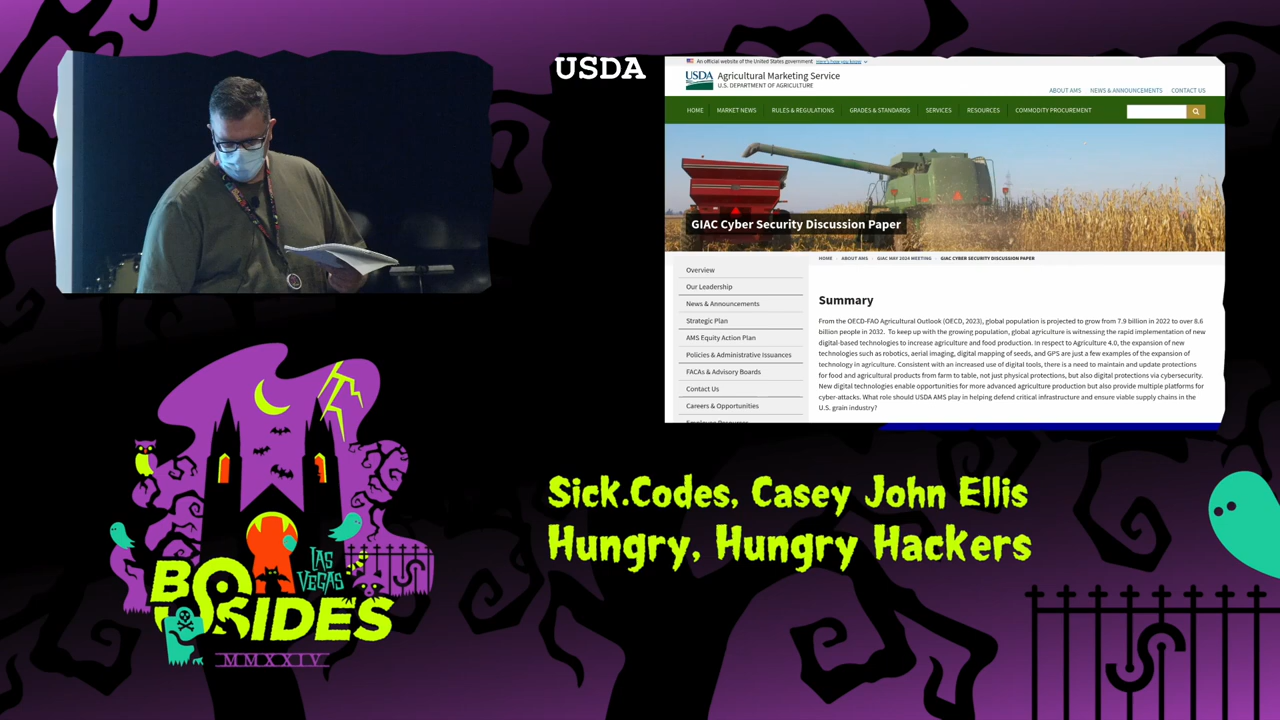 USDA
An official website of the United States government Here's how you know
USDA Agricultural Marketing Service
U.S. DEPARTMENT OF AGRICULTURE
ABOUT AMS NEWS & ANNOUNCEMENTS CONTACT US
HOME MARKET NEWS RULES & REGULATIONS GRADES & STANDARDS SERVICES RESOURCES COMMODITY PROCUREMENT
GIAC Cyber Security Discussion Paper
HOME ABOUT AMS GIAC MAY 2024 MEETING GIAC CYBER SECURITY DISCUSSION PAPER
Overview
Our Leadership
News & Announcements
Strategic Plan
AMS Equity Action Plan
Policies & Administrative Issuances
FACAs & Advisory Boards
Contact Us
Careers & Opportunities
Summary
From the OECD-FAO Agricultural Outlook (OECD, 2023), global population is projected to grow from 7.9 billion in 2022 to over 8.6
billion people in 2032. To keep up with the growing population, global agriculture is witnessing the rapid implementation of new
digital-based technologies to increase agriculture and food production. In respect to Agriculture 4.0, the expansion of new
technologies such as robotics, aerial imaging, digital mapping of seeds, and GPS are just a few examples of the expansion of
technology in agriculture. Consistent with an increased use of digital tools, there is a need to maintain and update protections
for food and agricultural products from farm to table, not just physical protections, but also digital protections via cybersecurity.
New digital technologies enable opportunities for more advanced agriculture production but also provide multiple platforms for
cyber-attacks. What role should USDA AMS play in helping defend critical infrastructure and ensure viable supply chains in the
U.S. grain industry?
Sick.Codes, Casey John Ellis
Hungry, Hungry Hackers
LAS
VEGAS
BSIDES
MMXXIV